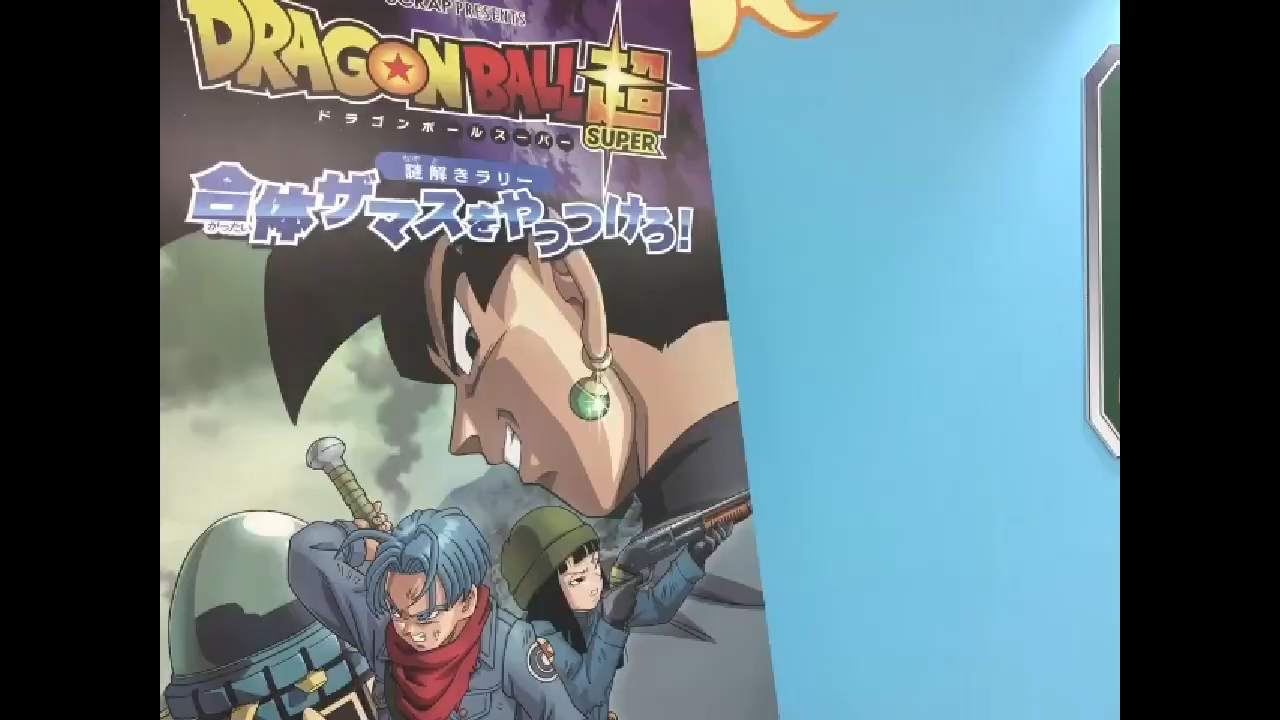 SCRAP PRESENTS
DRAGON BALL超
SUPER
ドラゴンボールスーパー
謎解きラリー
合体ザマスをやっつけろ!
がったい